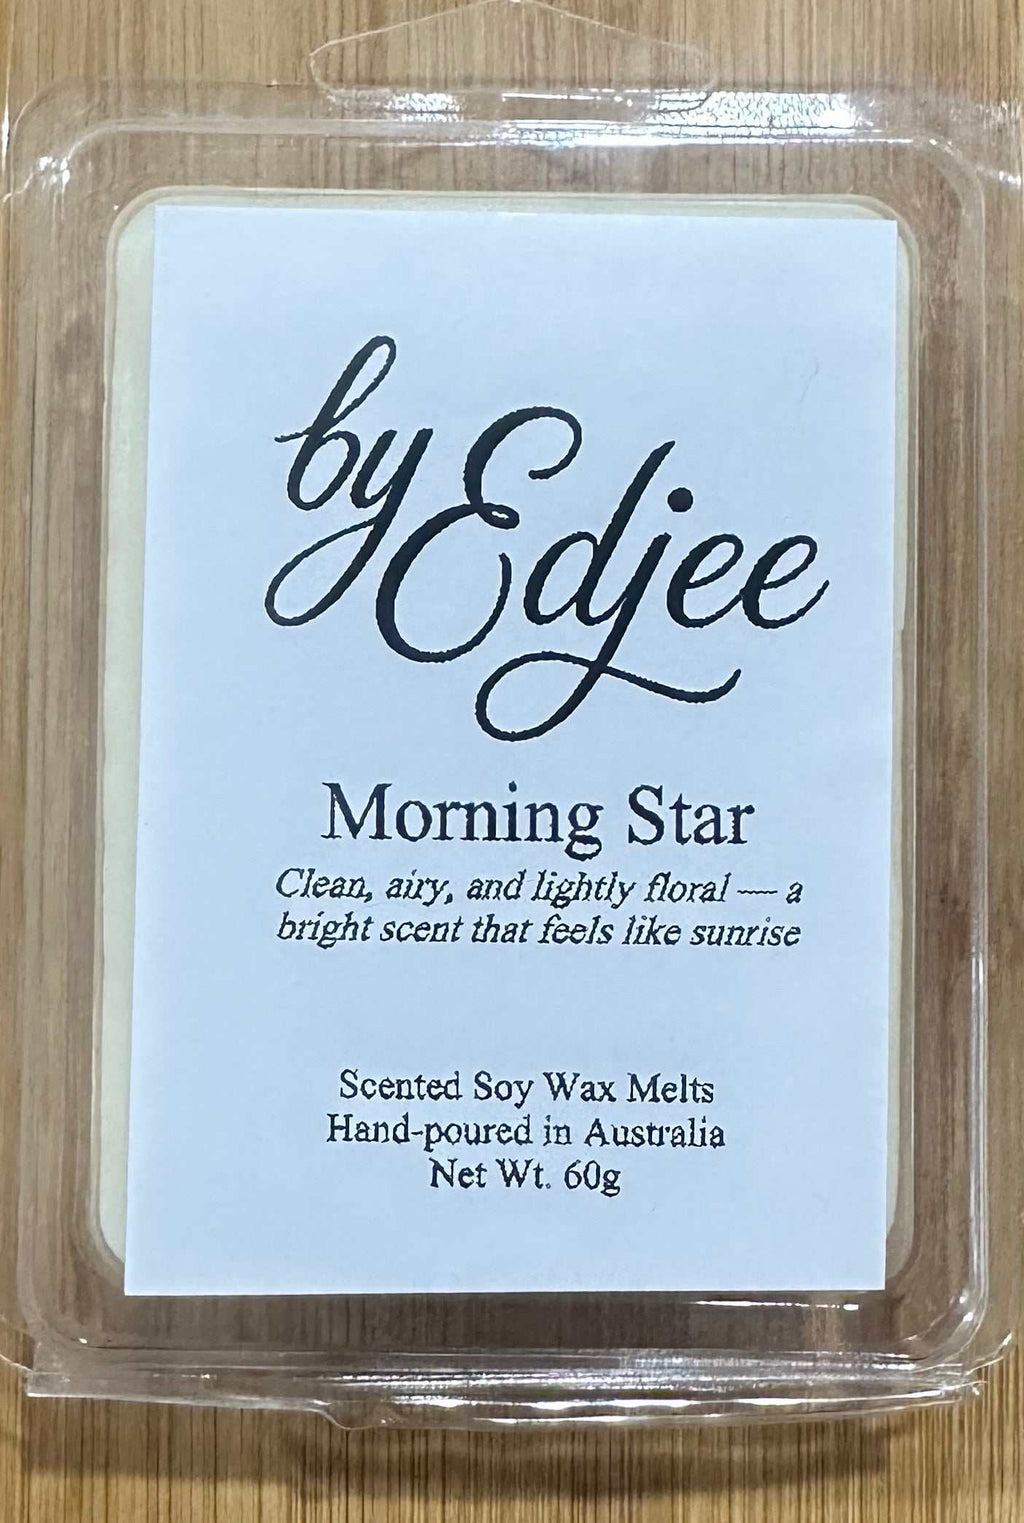 by Edjee
Morning Star
Clean, airy, and lightly floral — a
bright scent that feels like sunrise
Scented Soy Wax Melts
Hand-poured in Australia
Net Wt. 60g